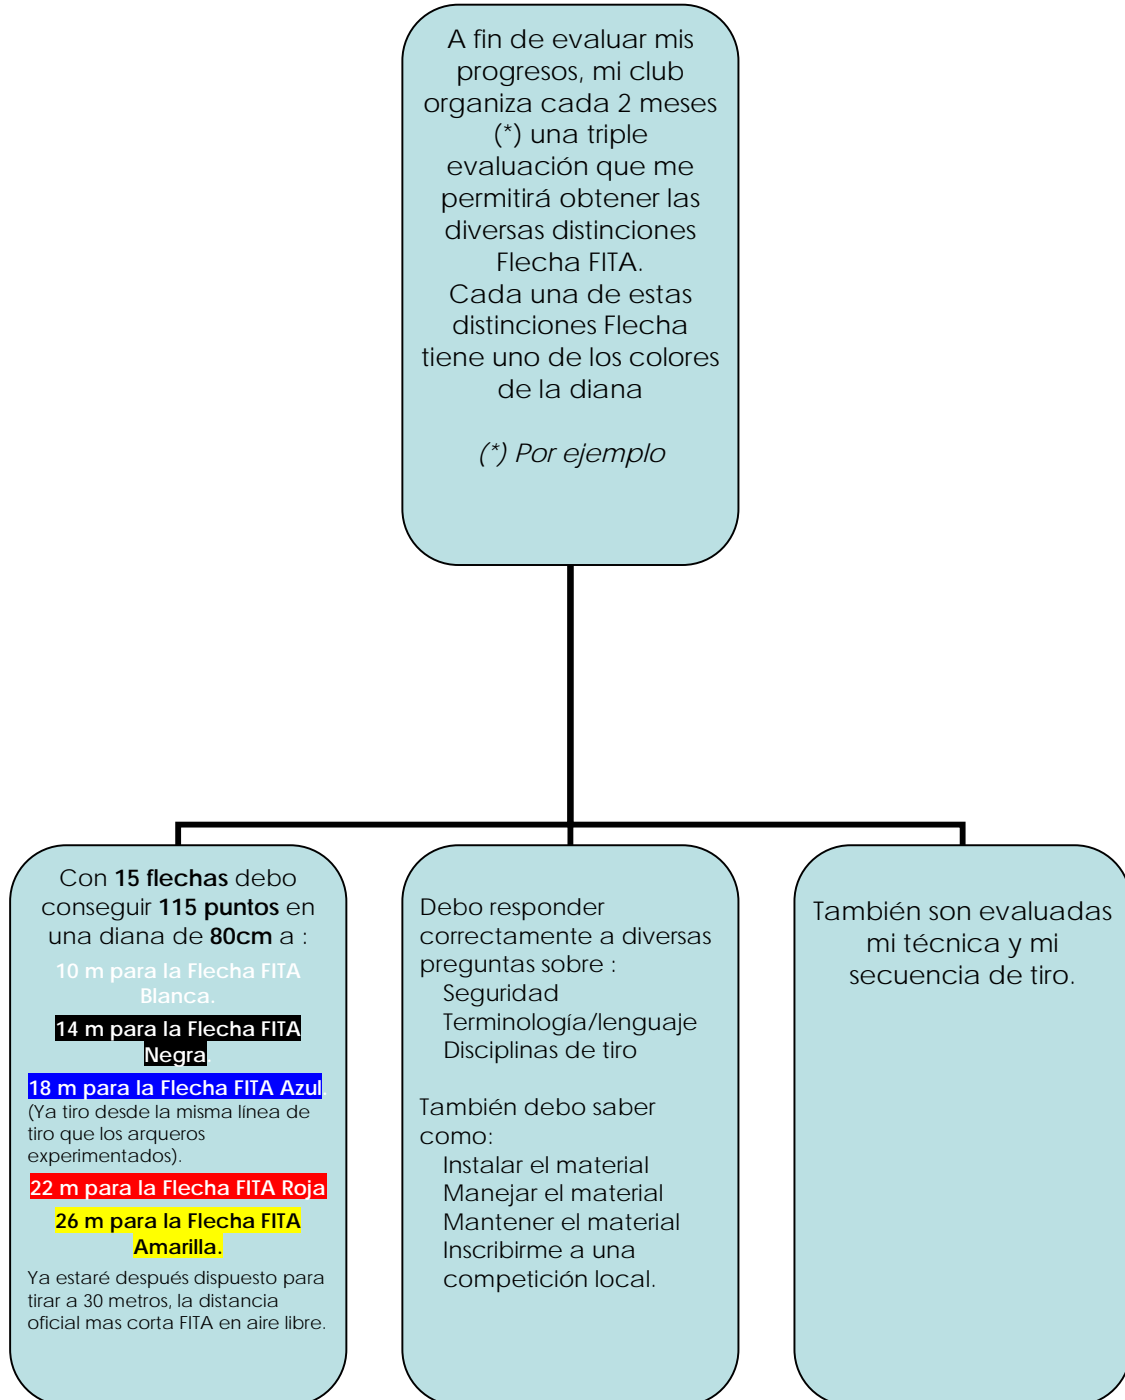 A fin de evaluar mis
progresos, mi club
organiza cada 2 meses
(*) una triple
evaluación que me
permitirá obtener las
diversas distinciones
Flecha FITA.
Cada una de estas
distinciones Flecha
tiene uno de los colores
de la diana
(*) Por ejemplo
Con 15 flechas debo
conseguir 115 puntos en
una diana de 80cm a :
10 m para la Flecha FITA
Blanca.
14 m para la Flecha FITA
Negra.
18 m para la Flecha FITA Azul.
(Ya tiro desde la misma línea de
tiro que los arqueros
experimentados).
22 m para la Flecha FITA Roja
26 m para la Flecha FITA
Amarilla.
Ya estaré después dispuesto para
tirar a 30 metros, la distancia
oficial mas corta FITA en aire libre.
Debo responder
correctamente a diversas
preguntas sobre :
Seguridad
Terminología/lenguaje
Disciplinas de tiro
También debo saber
como:
Instalar el material
Manejar el material
Mantener el material
Inscribirme a una
competición local.
También son evaluadas
mi técnica y mi
secuencia de tiro.